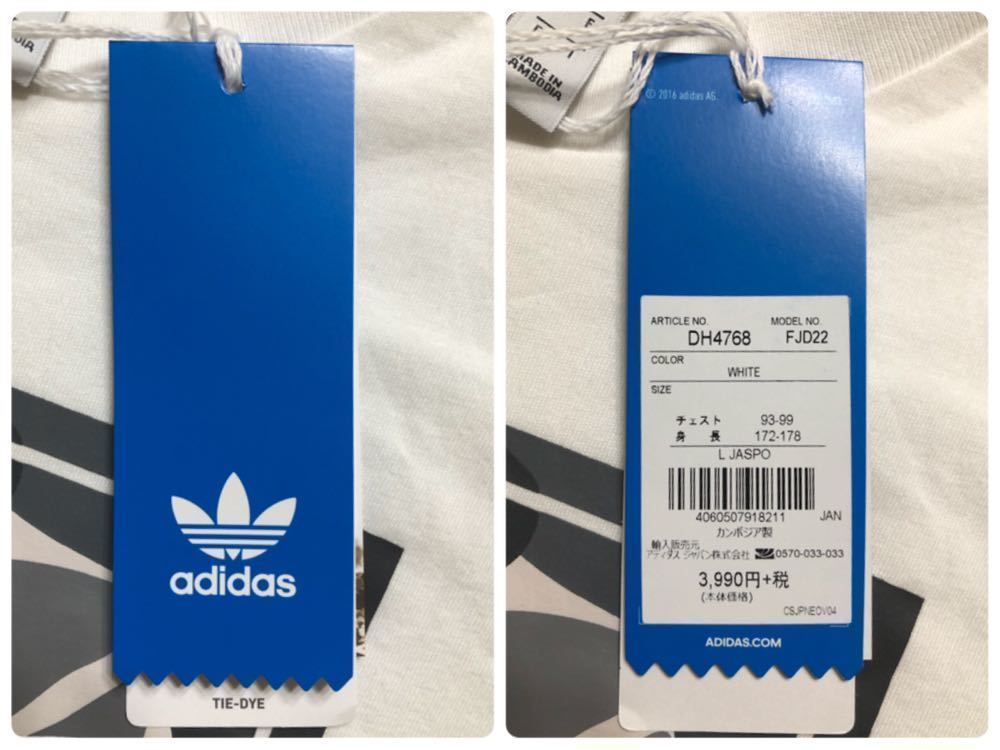 adidas
TIE-DYE
MADE IN
CAMBODIA
© 2016 adidas AG.
ARTICLE NO. MODEL NO.
DH4768 FJD22
COLOR
WHITE
SIZE
チェスト 93-99
身 長 172-178
L JASPO
4060507918211 JAN
カンボジア製
輸入販売元
アディダス ジャパン株式会社 0570-033-033
3,990円+税
(本体価格)
CSJPNEOV04
ADIDAS.COM